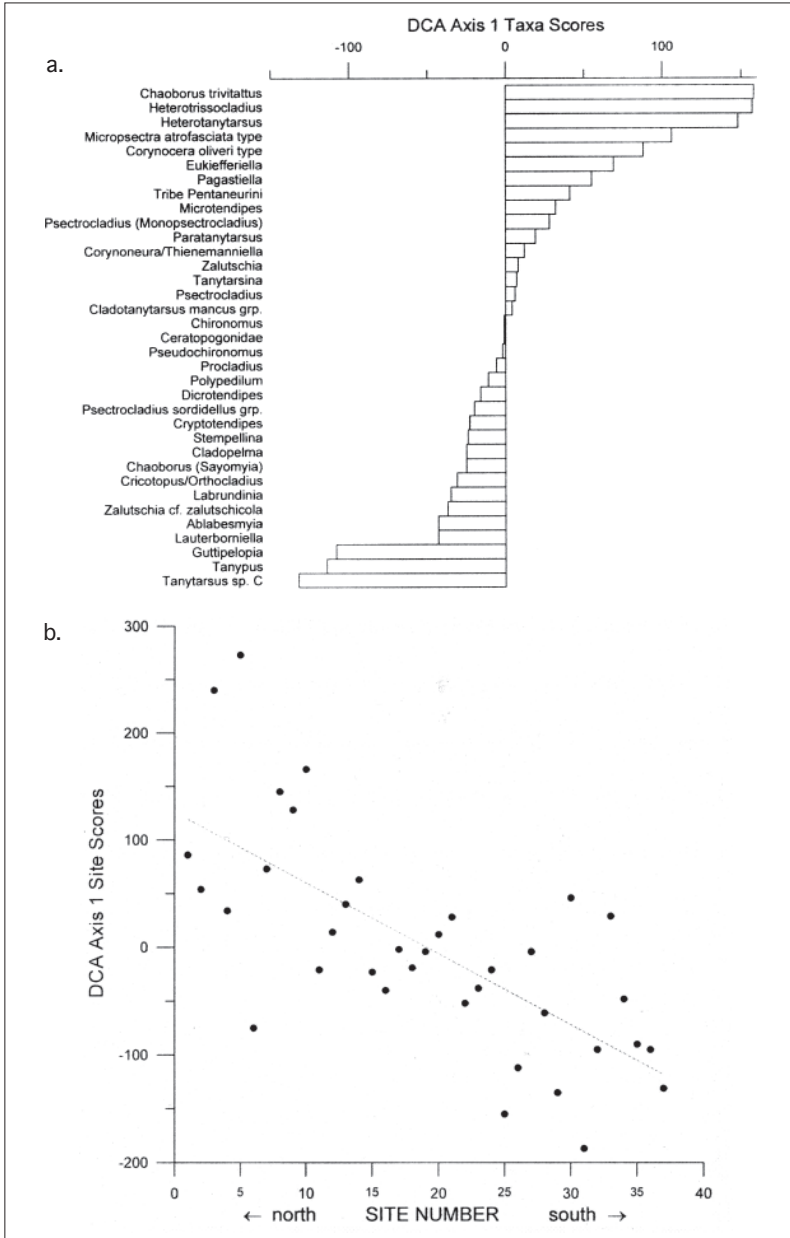 DCA Axis 1 Taxa Scores
a.
-100 0 100
Chaoborus trivitattus
Heterotrissocladius
Heterotanytarsus
Micropsectra atrofasciata type
Corynocera oliveri type
Eukiefferiella
Pagastiella
Tribe Pentaneurini
Microtendipes
Psectrocladius (Monopsectrocladius)
Paratanytarsus
Corynoneura/Thienemanniella
Zalutschia
Tanytarsina
Psectrocladius
Cladotanytarsus mancus grp.
Chironomus
Ceratopogonidae
Pseudochironomus
Procladius
Polypedilum
Dicrotendipes
Psectrocladius sordidellus grp.
Cryptotendipes
Stempellina
Cladopelma
Chaoborus (Sayomyia)
Cricotopus/Orthocladius
Labrundinia
Zalutschia cf. zalutschicola
Ablabesmyia
Lauterborniella
Guttipelopia
Tanypus
Tanytarsus sp. C
b.
DCA Axis 1 Site Scores
300
200
100
0
-100
-200
0 5 10 15 20 25 30 35 40
← north SITE NUMBER south →